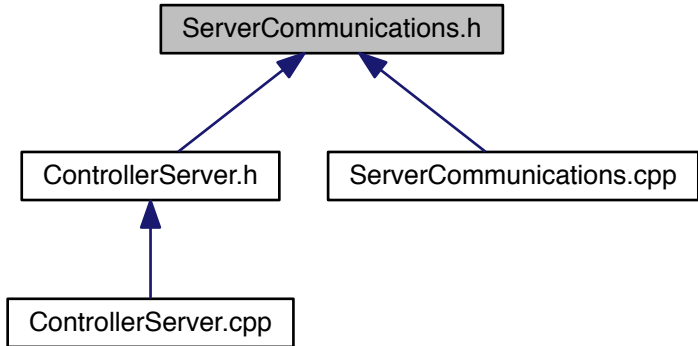 ServerCommunications.h
ControllerServer.h
ServerCommunications.cpp
ControllerServer.cpp